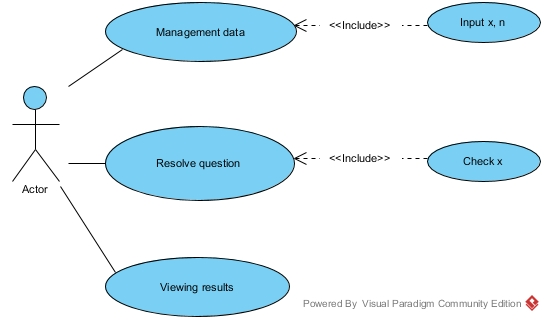 Management data
<<Include>>
Input x, n
Resolve question
<<Include>>
Check x
Actor
Viewing results
Powered By Visual Paradigm Community Edition